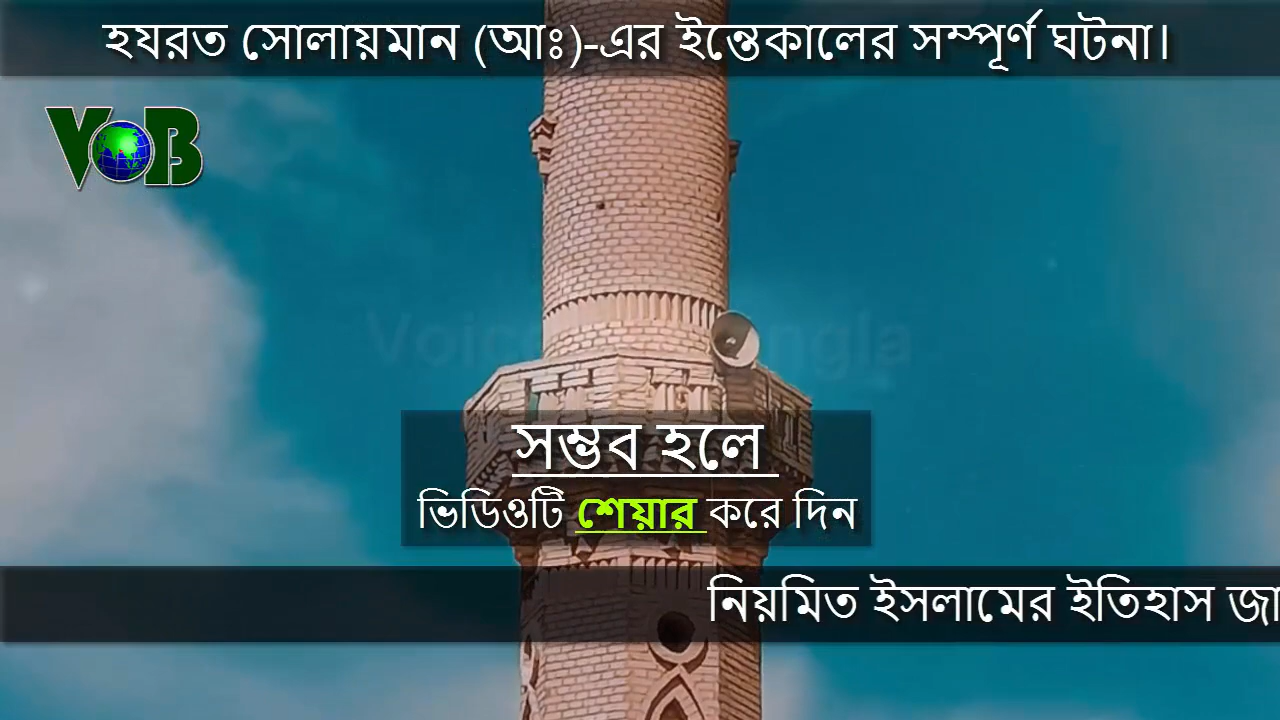 হযরত সোলায়মান (আঃ)-এর ইন্তেকালের সম্পূর্ণ ঘটনা।
VOB
সম্ভব হলে
ভিডিওটি শেয়ার করে দিন
নিয়মিত ইসলামের ইতিহাস